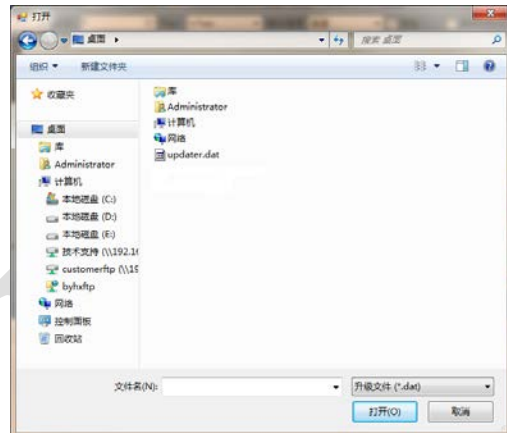 打开
桌面
搜索 桌面
组织 新建文件夹
收藏夹
桌面
库
Administrator
计算机
本地磁盘 (C:)
本地磁盘 (D:)
本地磁盘 (E:)
技术支持 (\\192.16
customerftp (\\19
byhxftp
网络
控制面板
回收站
库
Administrator
计算机
网络
updater.dat
文件名(N):
升级文件 (*.dat)
打开(O) 取消